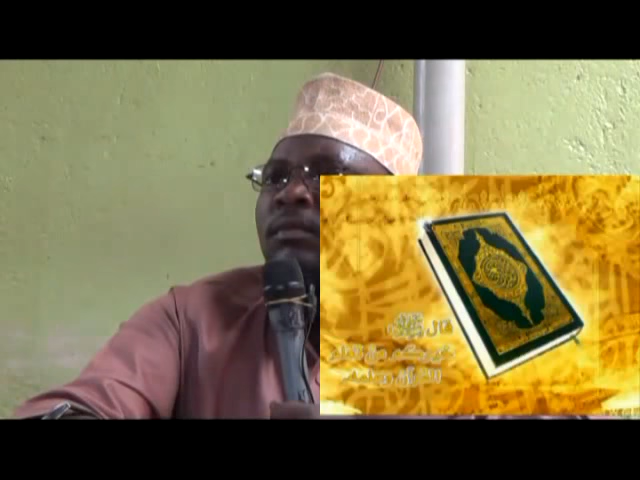 قال ﷺ
خيركم من تعلم
القرآن وعلمه